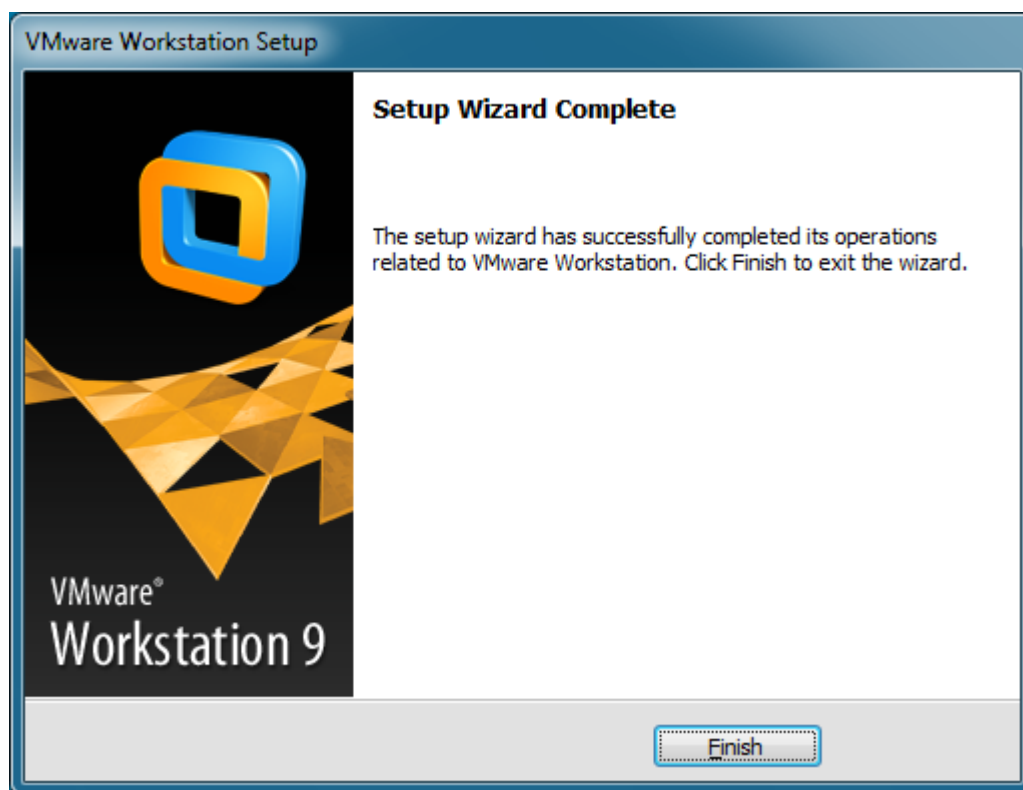 VMware Workstation Setup
Setup Wizard Complete
The setup wizard has successfully completed its operations
related to VMware Workstation. Click Finish to exit the wizard.
VMware®
Workstation 9
Finish